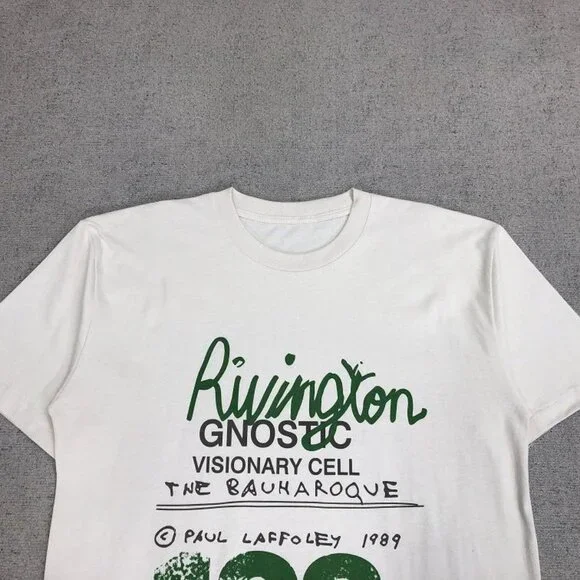 Rivington
GNOSTIC
VISIONARY CELL
THE BAUHAROQUE
© PAUL LAFFOLEY 1989